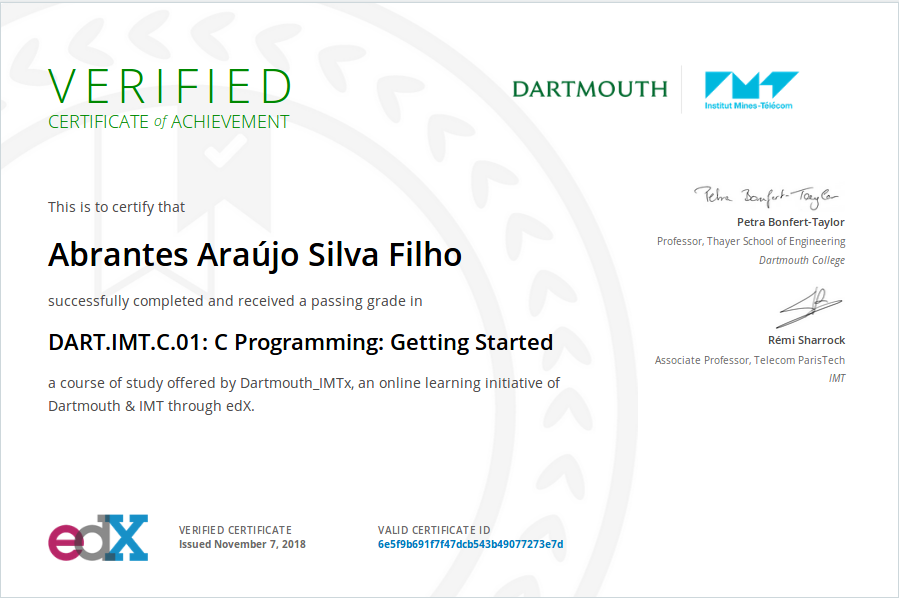 VERIFIED
CERTIFICATE of ACHIEVEMENT
DARTMOUTH
IMT
Institut Mines-Télécom
This is to certify that
Abrantes Araújo Silva Filho
successfully completed and received a passing grade in
DART.IMT.C.01: C Programming: Getting Started
a course of study offered by Dartmouth_IMTx, an online learning initiative of
Dartmouth & IMT through edX.
Petra Bonfert-Taylor
Petra Bonfert-Taylor
Professor, Thayer School of Engineering
Dartmouth College
Rémi Sharrock
Associate Professor, Telecom ParisTech
IMT
edX
VERIFIED CERTIFICATE
Issued November 7, 2018
VALID CERTIFICATE ID
6e5f9b691f7f47dcb543b49077273e7d